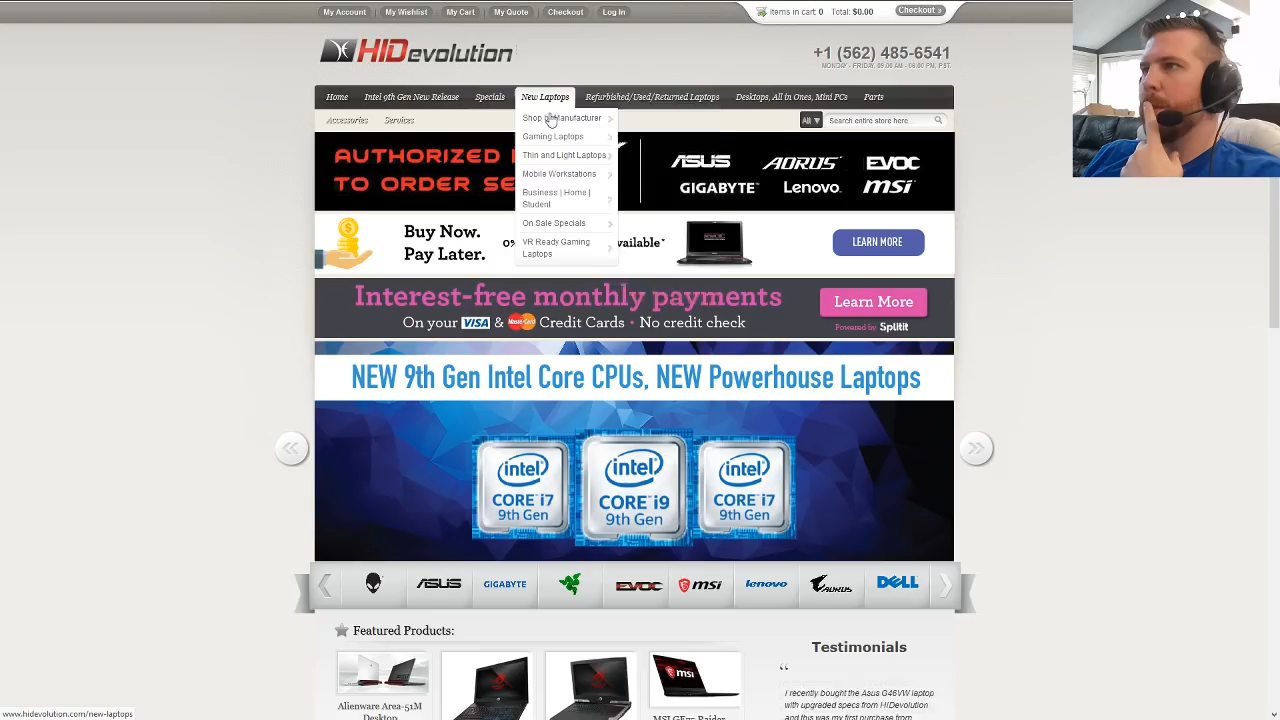 My Account
My Wishlist
My Cart
My Quote
Checkout
Log In
Items in cart 0 Total: $0.00
Checkout »
HIDevolution
+1 (562) 485-6541
MONDAY - FRIDAY, 09:00 AM - 06:00 PM, PST.
Home
Intel 9th Gen New Release
Specials
New Laptops
Refurbished/Used/Returned Laptops
Desktops, All in Ones, Mini PCs
Parts
Accessories
Services
All ▼
Search entire store here...
Shop Manufacturer
Gaming Laptops
Thin and Light Laptops
Mobile Workstations
Business | Home |
Student
On Sale Specials
VR Ready Gaming
Laptops
AUTHORIZED
TO ORDER SE
ASUS AORUS EVOC
GIGABYTE™ Lenovo msi
Buy Now.
Pay Later.
0%
vailable*
LEARN MORE
Interest-free monthly payments
On your VISA & MasterCard Credit Cards • No credit check
Learn More
Powered by Splitit
NEW 9th Gen Intel Core CPUs, NEW Powerhouse Laptops
intel CORE™ i7 9th Gen
intel CORE™ i9 9th Gen
intel CORE™ i7 9th Gen
ASUS
GIGABYTE
EVOC
msi
lenovo
AORUS
DELL
Featured Products:
Testimonials
Alienware Area-51M
Desktop
msi
MSI GE75 Raider
I recently bought the Asus G46VW laptop
with upgraded specs from HIDevolution
and this was my first purchase from
www.hidevolution.com/new-laptops